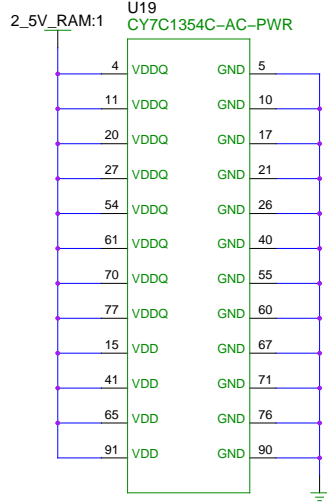 U19
2_5V_RAM:1 CY7C1354C-AC-PWR
4 VDDQ GND 5
11 VDDQ GND 10
20 VDDQ GND 17
27 VDDQ GND 21
54 VDDQ GND 26
61 VDDQ GND 40
70 VDDQ GND 55
77 VDDQ GND 60
15 VDD GND 67
41 VDD GND 71
65 VDD GND 76
91 VDD GND 90